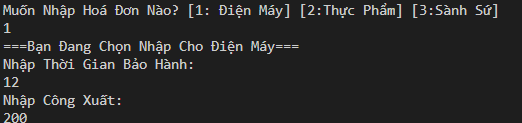 Muốn Nhập Hoá Đơn Nào? [1: Điện Máy] [2:Thực Phẩm] [3:Sành Sứ]
1
===Bạn Đang Chọn Nhập Cho Điện Máy===
Nhập Thời Gian Bảo Hành:
12
Nhập Công Xuất:
200